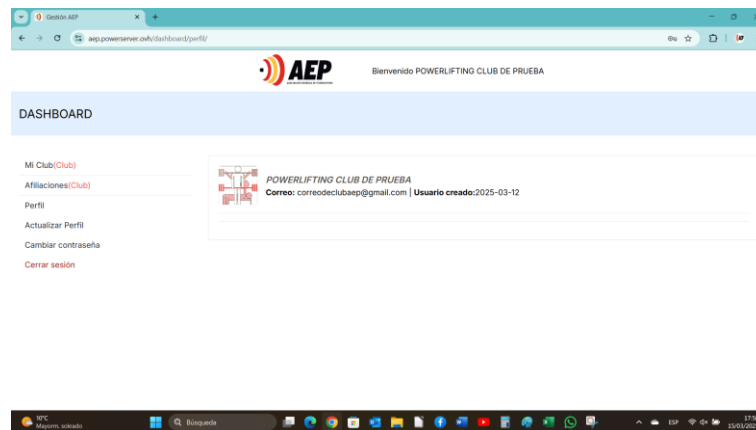 Gestión AEP
aep.powerserver.ovh/dashboard/perfil/
AEP
Bienvenido POWERLIFTING CLUB DE PRUEBA
DASHBOARD
Mi Club(Club)
Afiliaciones(Club)
Perfil
Actualizar Perfil
Cambiar contraseña
Cerrar sesión
POWERLIFTING CLUB DE PRUEBA
Correo: correodeclubaep@gmail.com | Usuario creado:2025-03-12
10°C
Mayorm. soleado
Búsqueda
ESP